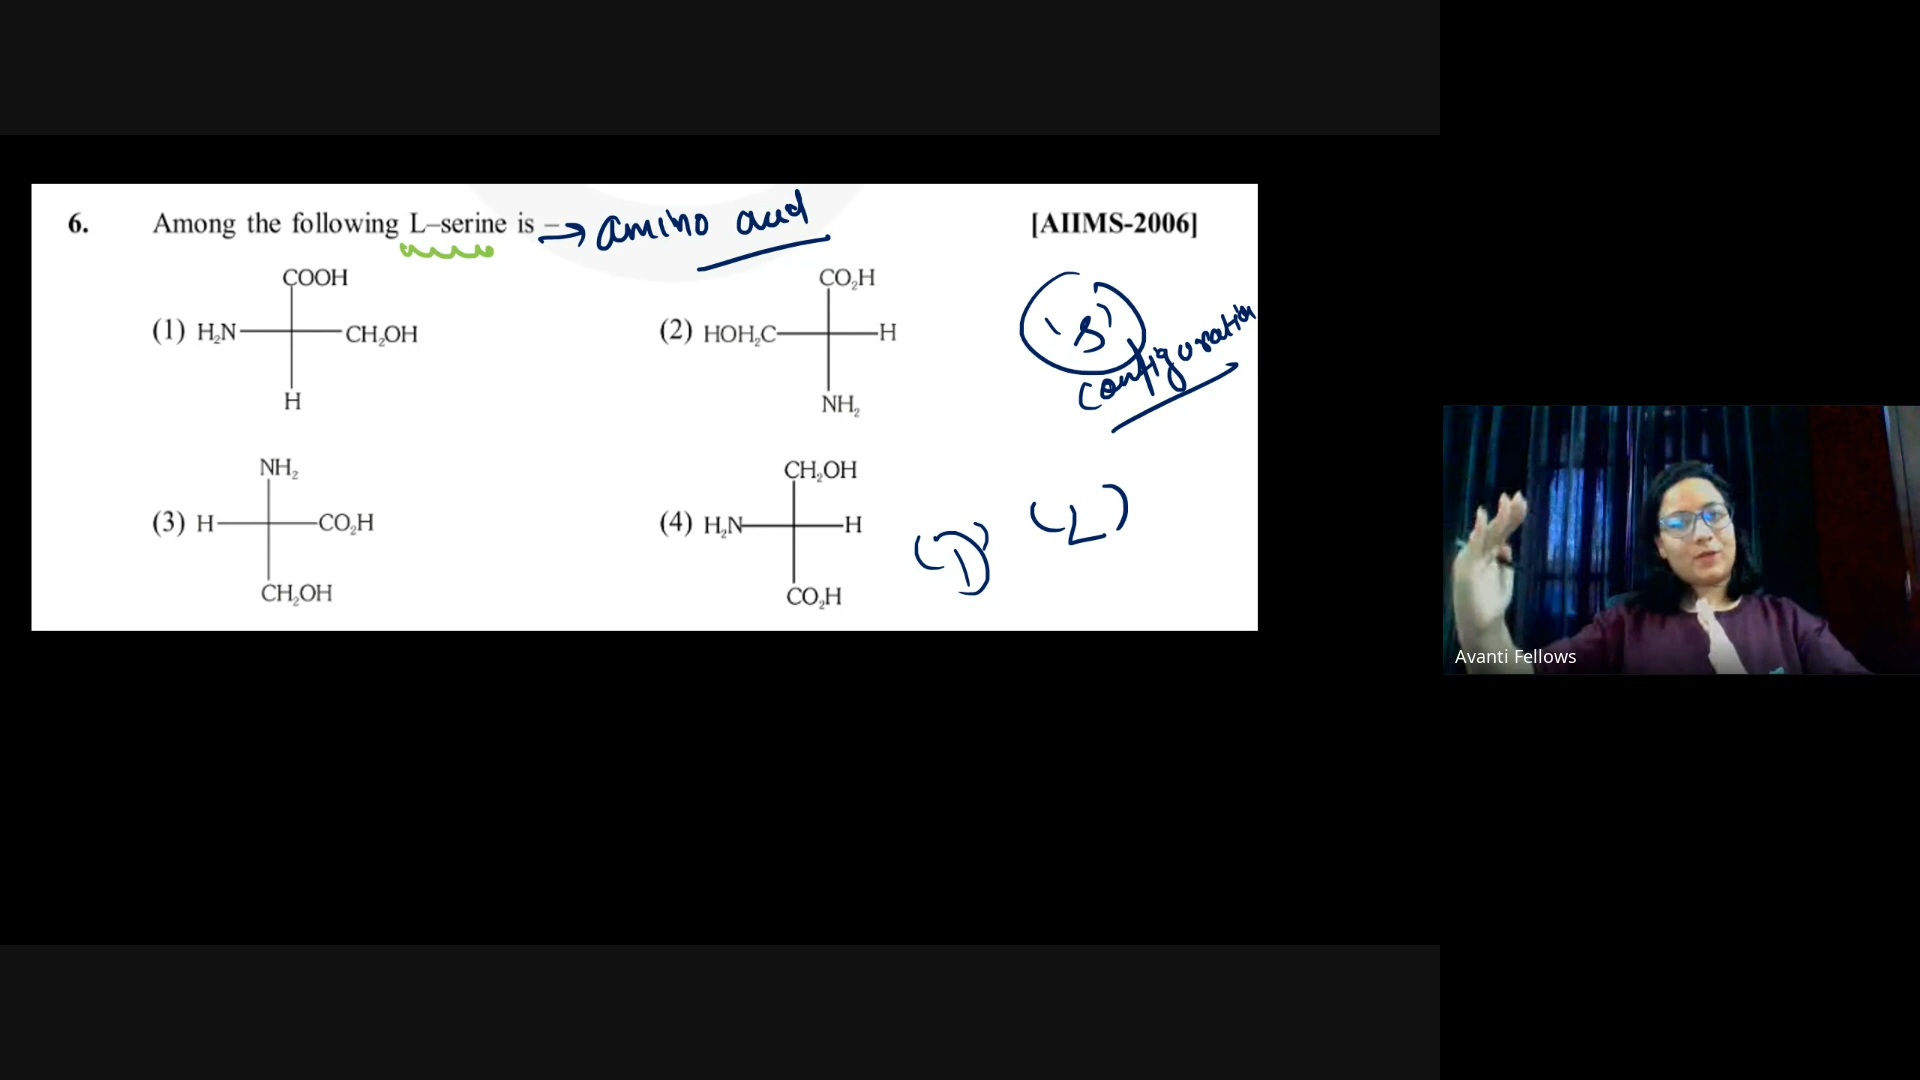 6. Among the following L–serine is – → amino acid [AIIMS-2006]
(1) COOH
H₂N CH₂OH
H
(2) CO₂H
HOH₂C H
NH₂
'S'
configuration
(3) NH₂
H CO₂H
CH₂OH
(4) CH₂OH
H₂N H
CO₂H
(D) (L)
Avanti Fellows